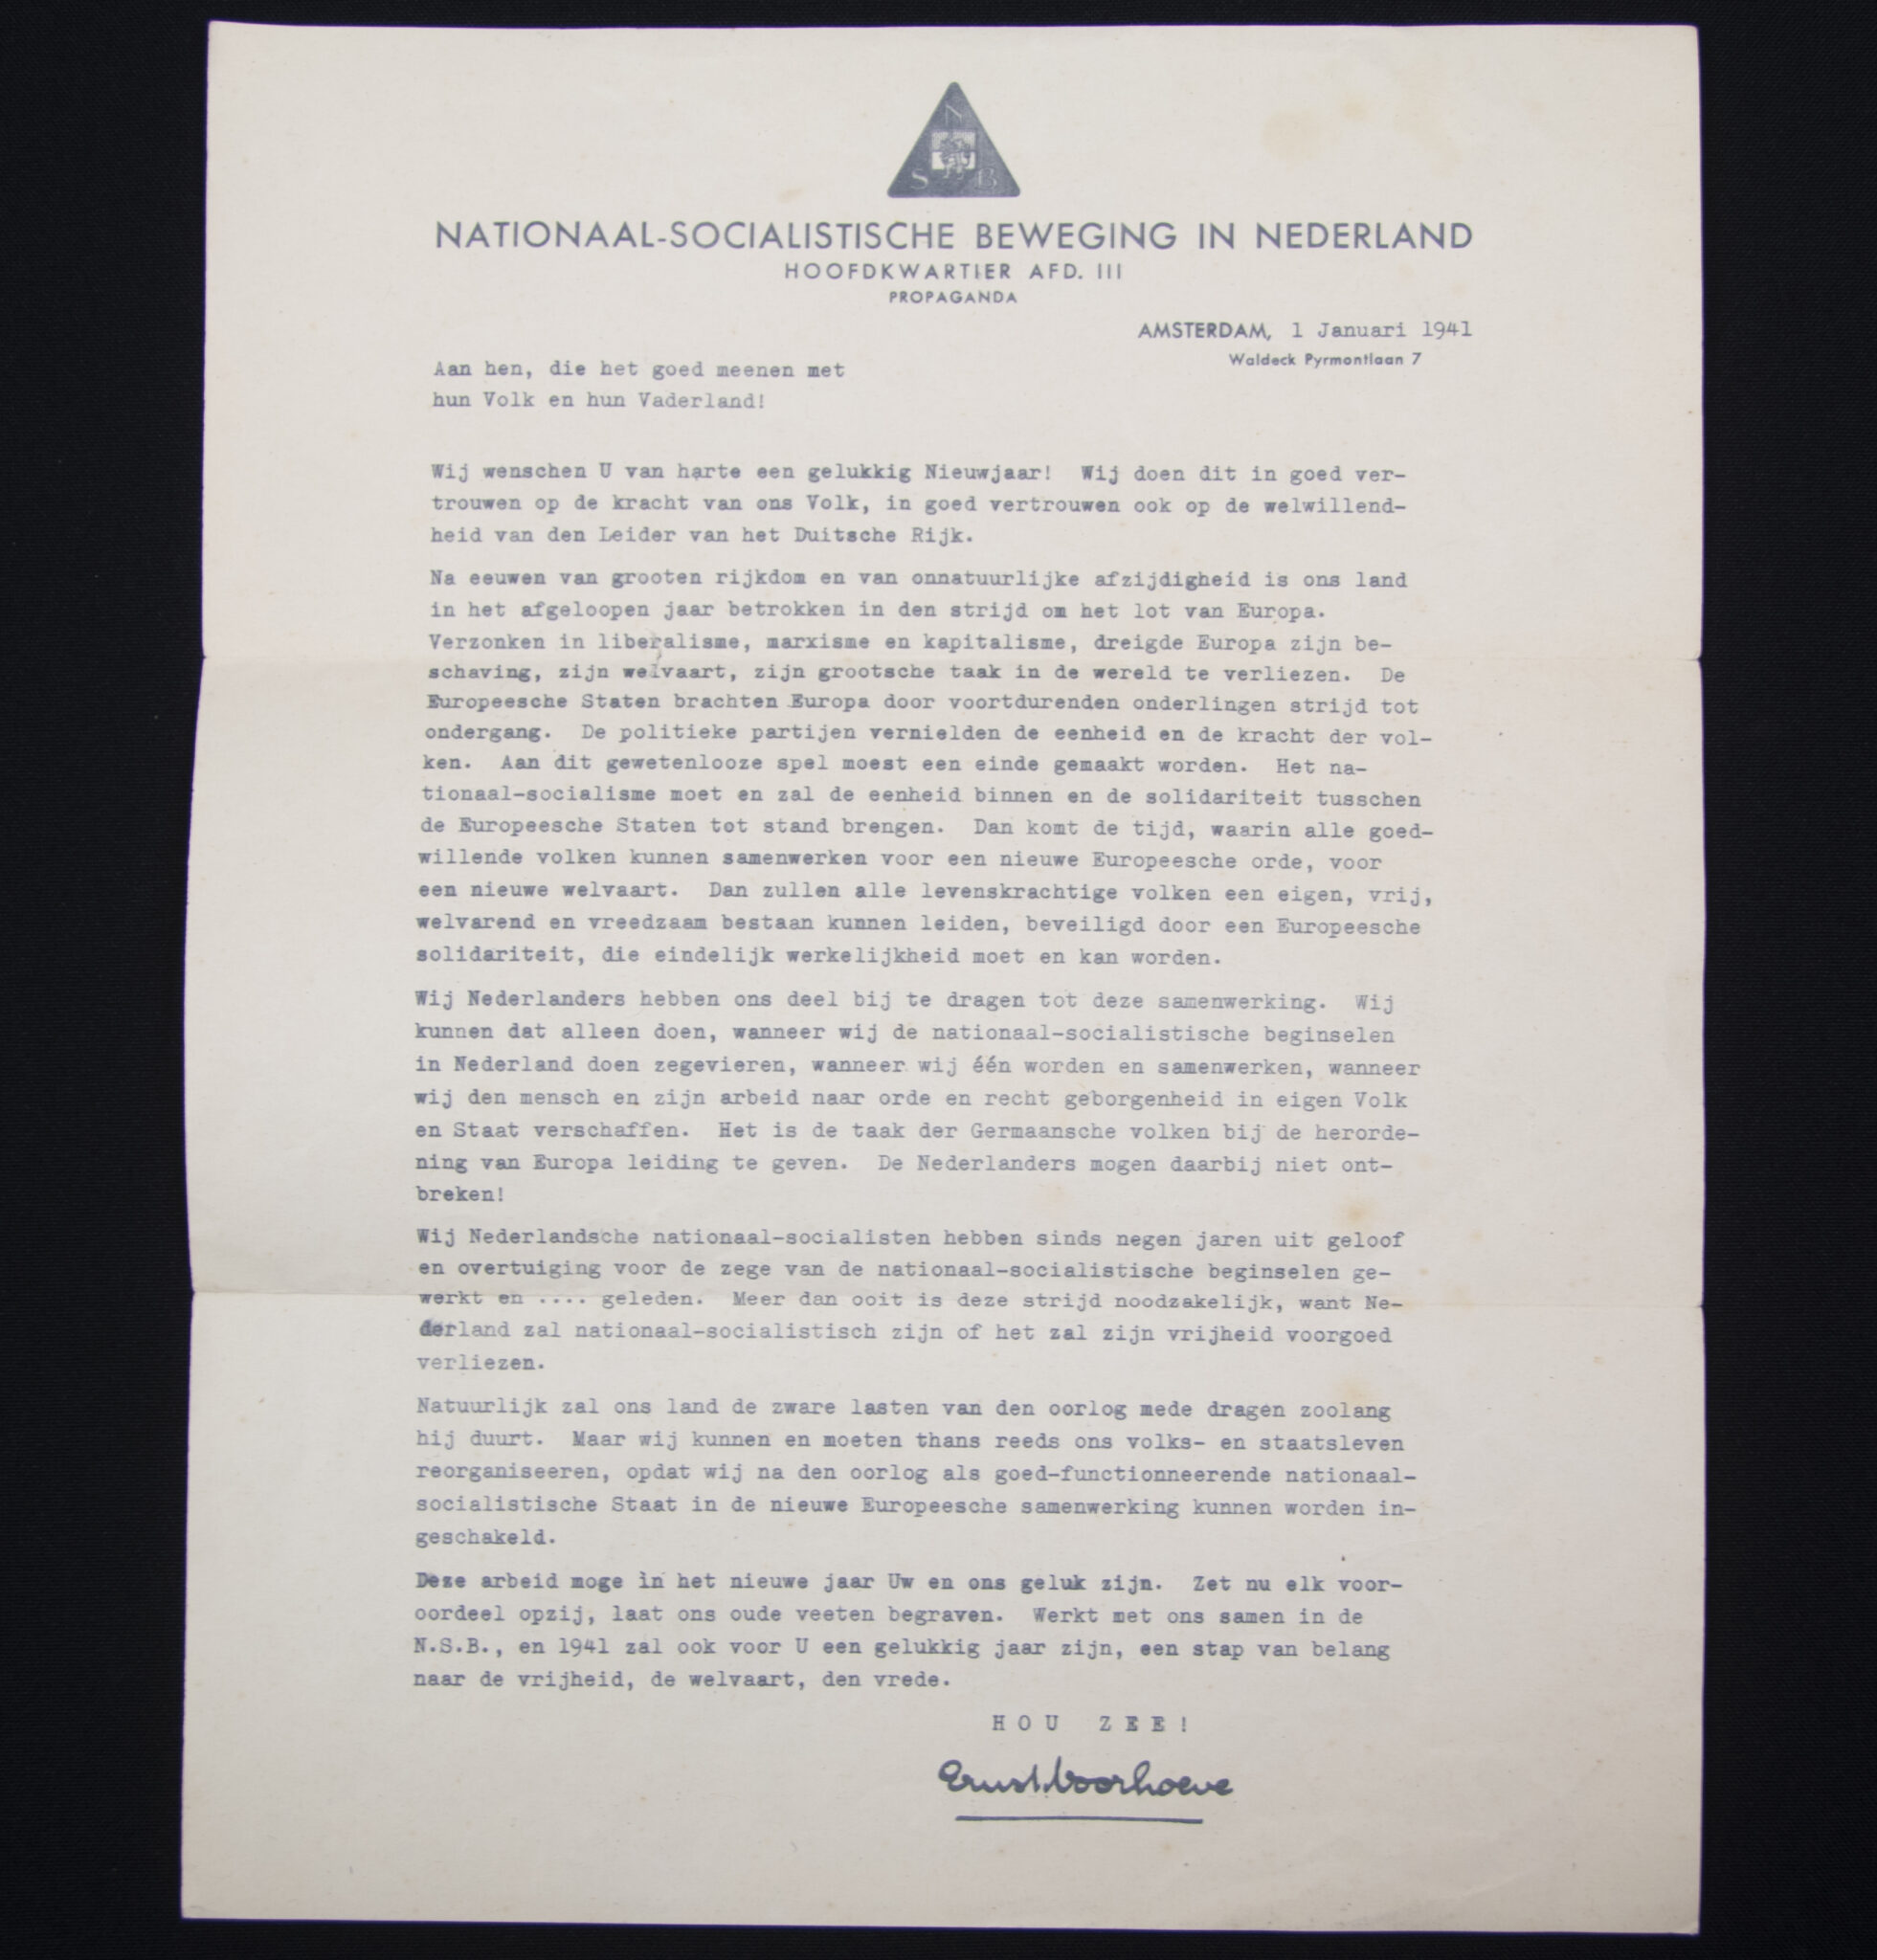 N
S B
NATIONAAL-SOCIALISTISCHE BEWEGING IN NEDERLAND
HOOFDKWARTIER AFD. III
PROPAGANDA
AMSTERDAM, 1 Januari 1941
Waldeck Pyrmontlaan 7
Aan hen, die het goed meenen met
hun Volk en hun Vaderland!
Wij wenschen U van harte een gelukkig Nieuwjaar! Wij doen dit in goed ver-
trouwen op de kracht van ons Volk, in goed vertrouwen ook op de welwillend-
heid van den Leider van het Duitsche Rijk.
Na eeuwen van grooten rijkdom en van onnatuurlijke afzijdigheid is ons land
in het afgeloopen jaar betrokken in den strijd om het lot van Europa.
Verzonken in liberalisme, marxisme en kapitalisme, dreigde Europa zijn be-
schaving, zijn welvaart, zijn grootsche taak in de wereld te verliezen. De
Europeesche Staten brachten Europa door voortdurenden onderlingen strijd tot
ondergang. De politieke partijen vernielden de eenheid en de kracht der vol-
ken. Aan dit gewetenlooze spel moest een einde gemaakt worden. Het na-
tionaal-socialisme moet en zal de eenheid binnen en de solidariteit tusschen
de Europeesche Staten tot stand brengen. Dan komt de tijd, waarin alle goed-
willende volken kunnen samenwerken voor een nieuwe Europeesche orde, voor
een nieuwe welvaart. Dan zullen alle levenskrachtige volken een eigen, vrij,
welvarend en vreedzaam bestaan kunnen leiden, beveiligd door een Europeesche
solidariteit, die eindelijk werkelijkheid moet en kan worden.
Wij Nederlanders hebben ons deel bij te dragen tot deze samenwerking. Wij
kunnen dat alleen doen, wanneer wij de nationaal-socialistische beginselen
in Nederland doen zegevieren, wanneer wij één worden en samenwerken, wanneer
wij den mensch en zijn arbeid naar orde en recht geborgenheid in eigen Volk
en Staat verschaffen. Het is de taak der Germaansche volken bij de herorde-
ning van Europa leiding te geven. De Nederlanders mogen daarbij niet ont-
breken!
Wij Nederlandsche nationaal-socialisten hebben sinds negen jaren uit geloof
en overtuiging voor de zege van de nationaal-socialistische beginselen ge-
werkt en .... geleden. Meer dan ooit is deze strijd noodzakelijk, want Ne-
derland zal nationaal-socialistisch zijn of het zal zijn vrijheid voorgoed
verliezen.
Natuurlijk zal ons land de zware lasten van den oorlog mede dragen zoolang
hij duurt. Maar wij kunnen en moeten thans reeds ons volks- en staatsleven
reorganiseeren, opdat wij na den oorlog als goed-functionneerende nationaal-
socialistische Staat in de nieuwe Europeesche samenwerking kunnen worden in-
geschakeld.
Deze arbeid moge in het nieuwe jaar Uw en ons geluk zijn. Zet nu elk voor-
oordeel opzij, laat ons oude veeten begraven. Werkt met ons samen in de
N.S.B., en 1941 zal ook voor U een gelukkig jaar zijn, een stap van belang
naar de vrijheid, de welvaart, den vrede.
HOU ZEE!
Ernst Voorhoeve